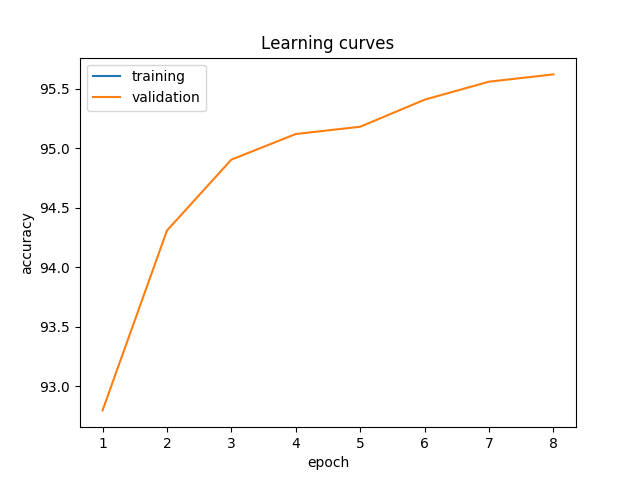 Learning curves
training
validation
95.5
95.0
94.5
94.0
93.5
93.0
accuracy
1 2 3 4 5 6 7 8
epoch